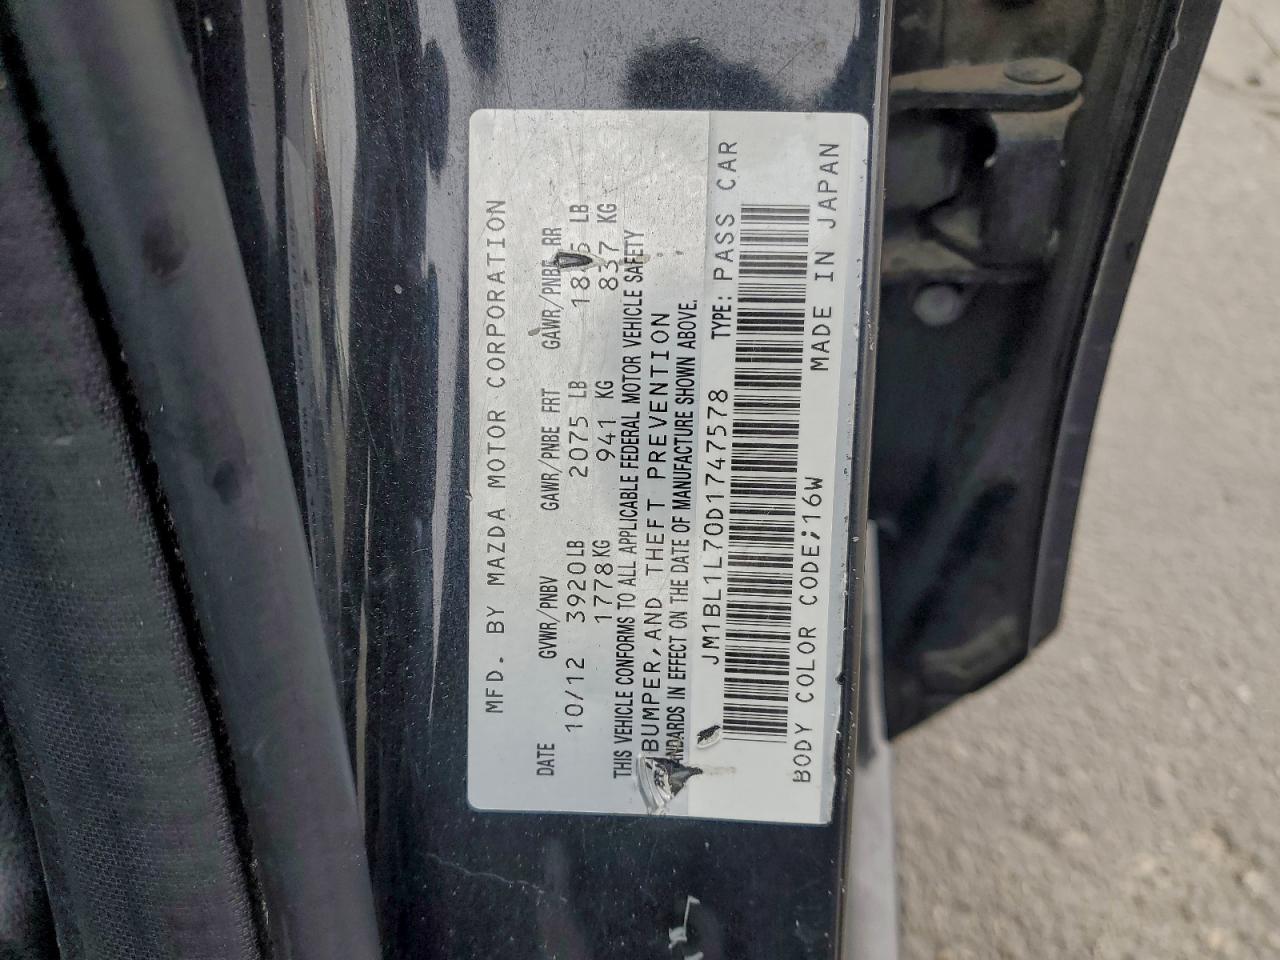 MFD. BY MAZDA MOTOR CORPORATION
DATE GVWR/PNBV GAWR/PNBE FRT GAWR/PNBE RR
10/12 3920LB 2075 LB LB
1778KG 941 KG 837 KG
THIS VEHICLE CONFORMS TO ALL APPLICABLE FEDERAL MOTOR VEHICLE SAFETY
BUMPER,AND THEFT PREVENTION
ANDARDS IN EFFECT ON THE DATE OF MANUFACTURE SHOWN ABOVE.
JM1BL1L70D1747578 TYPE: PASS CAR
BODY COLOR CODE;16W MADE IN JAPAN